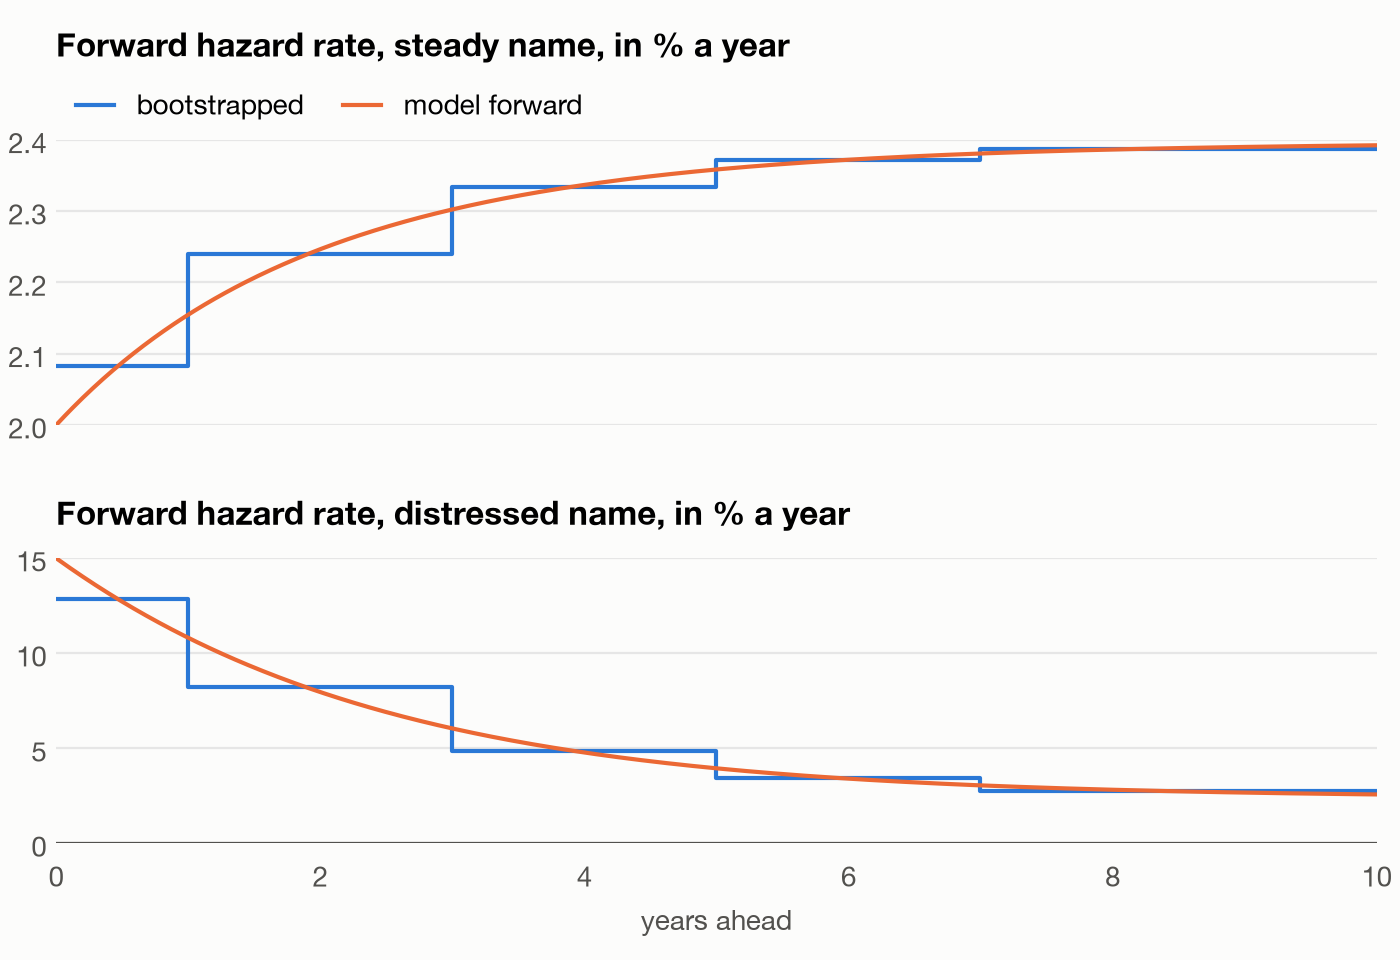 Forward hazard rate, steady name, in % a year
bootstrapped model forward
2.4
2.3
2.2
2.1
2.0
Forward hazard rate, distressed name, in % a year
15
10
5
0
0 2 4 6 8 10
years ahead